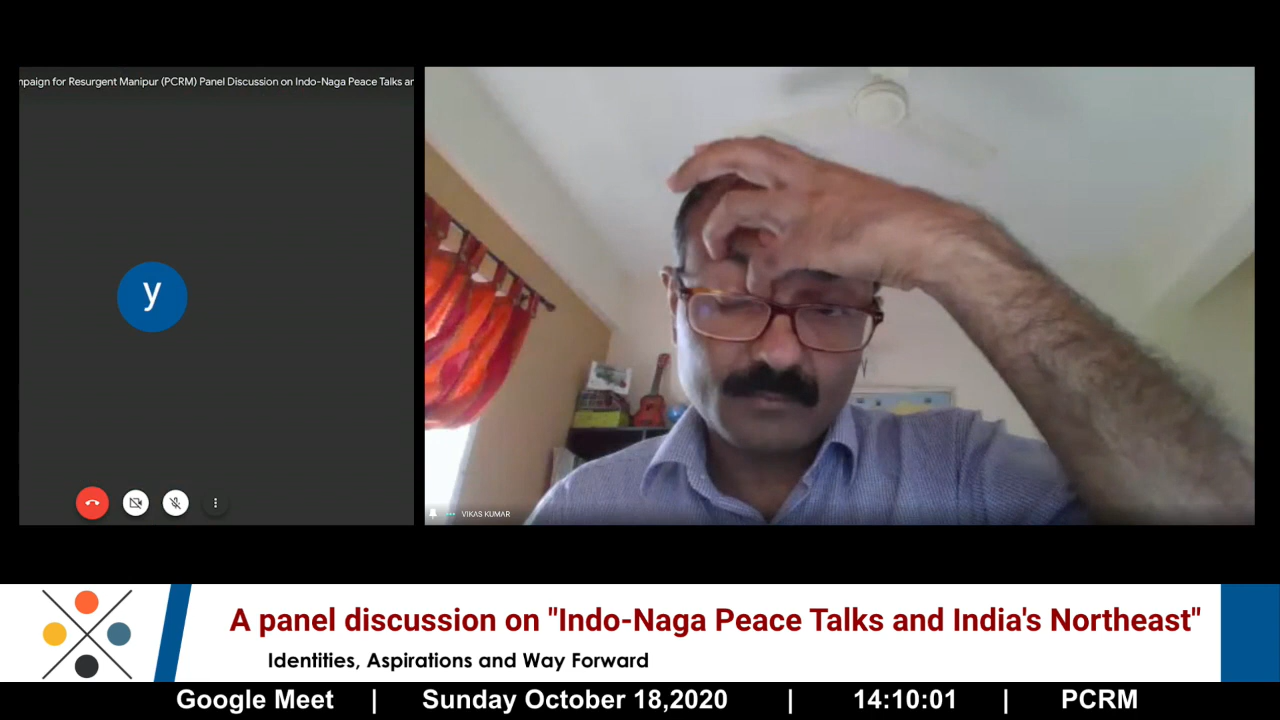 paign for Resurgent Manipur (PCRM) Panel Discussion on Indo-Naga Peace Talks ar
y
VIKAS KUMAR
A panel discussion on "Indo-Naga Peace Talks and India's Northeast"
Identities, Aspirations and Way Forward
Google Meet | Sunday October 18,2020 | 14:10:01 | PCRM